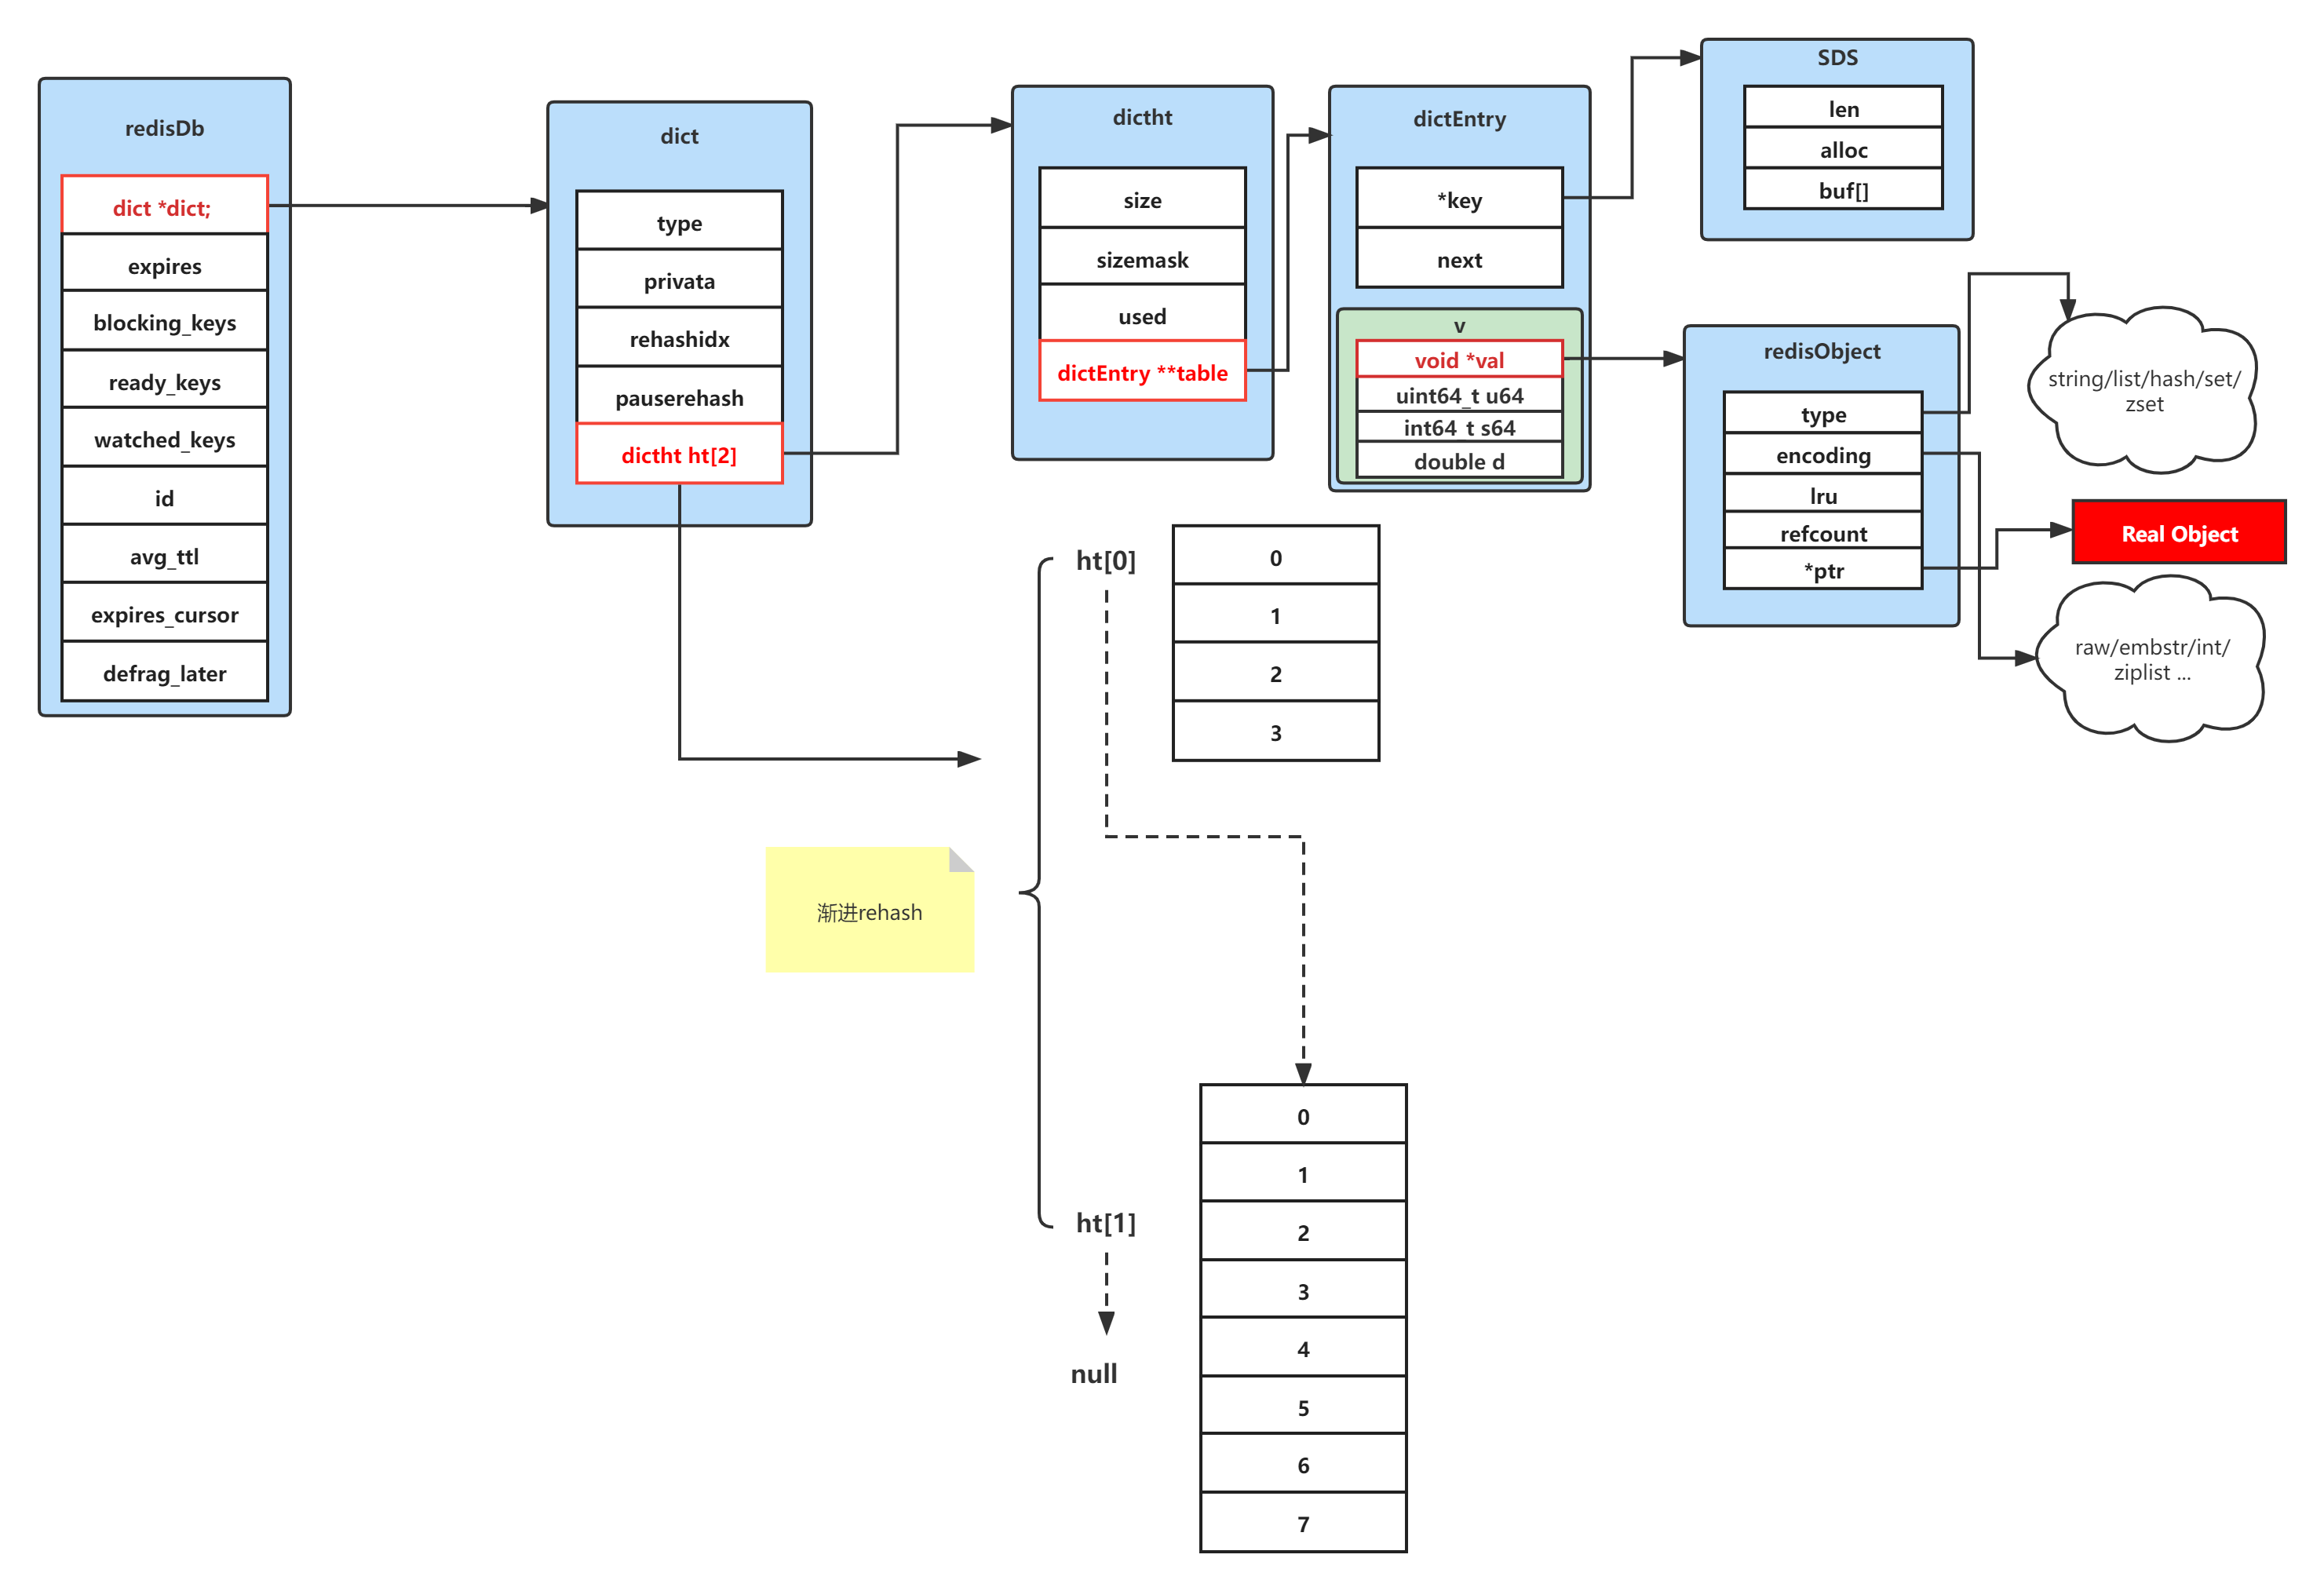 redisDb
dict *dict;
expires
blocking_keys
ready_keys
watched_keys
id
avg_ttl
expires_cursor
defrag_later
dict
type
privata
rehashidx
pauserehash
dictht ht[2]
dictht
size
sizemask
used
dictEntry **table
dictEntry
*key
next
v
void *val
uint64_t u64
int64_t s64
double d
SDS
len
alloc
buf[]
redisObject
type
encoding
lru
refcount
*ptr
string/list/hash/set/
zset
Real Object
raw/embstr/int/
ziplist ...
ht[0]
0
1
2
3
渐进rehash
ht[1]
null
0
1
2
3
4
5
6
7